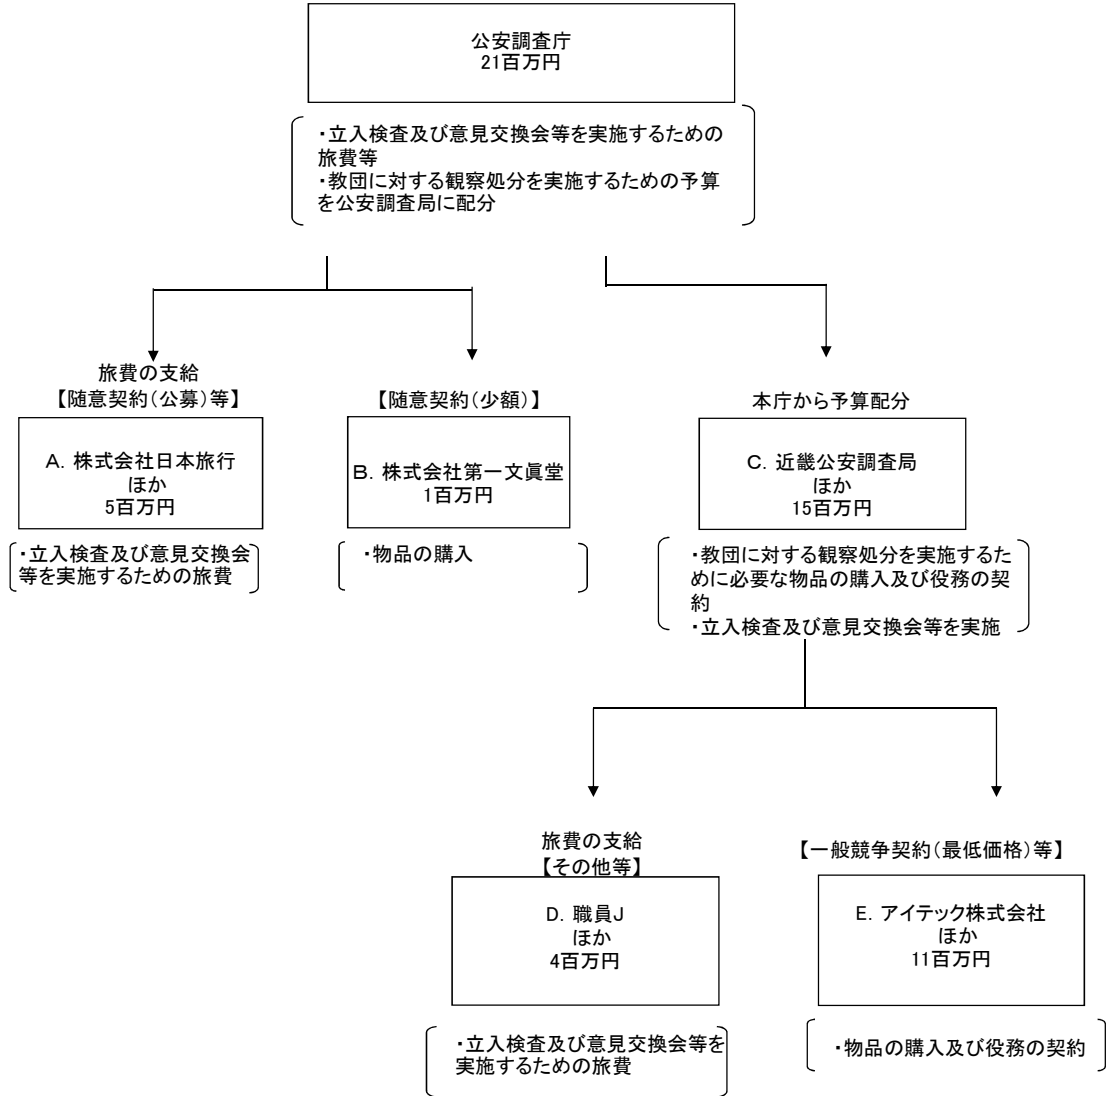 公安調査庁
21百万円
・立入検査及び意見交換会等を実施するための
旅費等
・教団に対する観察処分を実施するための予算
を公安調査局に配分
旅費の支給
【随意契約(公募)等】
A. 株式会社日本旅行
ほか
5百万円
・立入検査及び意見交換会
等を実施するための旅費
【随意契約(少額)】
B. 株式会社第一文眞堂
1百万円
・物品の購入
本庁から予算配分
C. 近畿公安調査局
ほか
15百万円
・教団に対する観察処分を実施するた
めに必要な物品の購入及び役務の契
約
・立入検査及び意見交換会等を実施
旅費の支給
【その他等】
D. 職員J
ほか
4百万円
・立入検査及び意見交換会等を
実施するための旅費
【一般競争契約(最低価格)等】
E. アイテック株式会社
ほか
11百万円
・物品の購入及び役務の契約